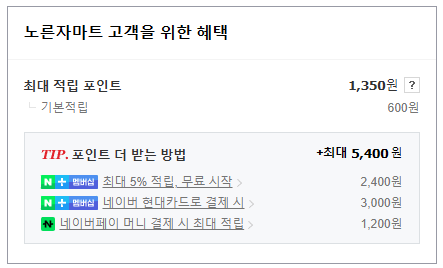 노른자마트 고객을 위한 혜택
최대 적립 포인트 1,350원 ?
기본적립 600원
TIP. 포인트 더 받는 방법 +최대 5,400원
N + 멤버십 최대 5% 적립, 무료 시작 2,400원
N + 멤버십 네이버 현대카드로 결제 시 3,000원
N 네이버페이 머니 결제 시 최대 적립 1,200원